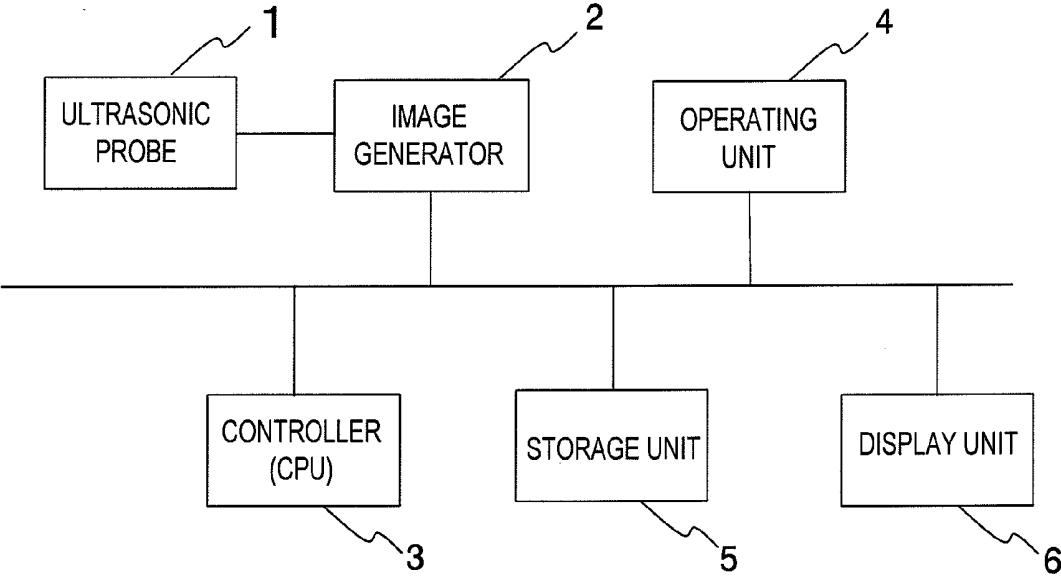 1
2
4
ULTRASONIC
PROBE
IMAGE
GENERATOR
OPERATING
UNIT
CONTROLLER
(CPU)
STORAGE UNIT
DISPLAY UNIT
3
5
6